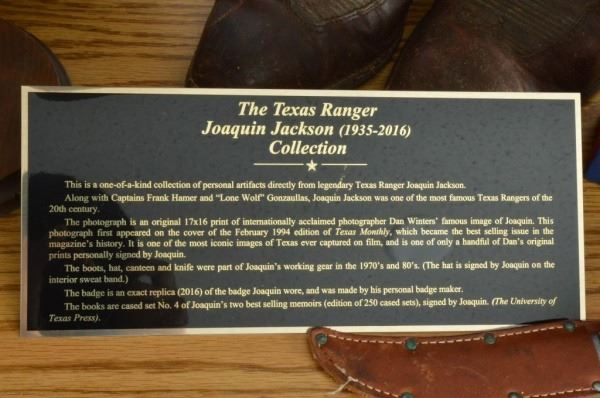 The Texas Ranger
Joaquin Jackson (1935-2016)
Collection
This is a one-of-a-kind collection of personal artifacts directly from legendary Texas Ranger Joaquin Jackson.
Along with Captains Frank Hamer and "Lone Wolf" Gonzaullas, Joaquin Jackson was one of the most famous Texas Rangers of the
20th century.
The photograph is an original 17x16 print of internationally acclaimed photographer Dan Winters' famous image of Joaquin. This
photograph first appeared on the cover of the February 1994 edition of Texas Monthly, which became the best selling issue in the
magazine's history. It is one of the most iconic images of Texas ever captured on film, and is one of only a handful of Dan's original
prints personally signed by Joaquin.
The boots, hat, canteen and knife were part of Joaquin's working gear in the 1970's and 80's. (The hat is signed by Joaquin on the
interior sweat band.)
The badge is an exact replica (2016) of the badge Joaquin wore, and was made by his personal badge maker.
The books are cased set No. 4 of Joaquin's two best selling memoirs (edition of 250 cased sets), signed by Joaquin. (The University of
Texas Press).